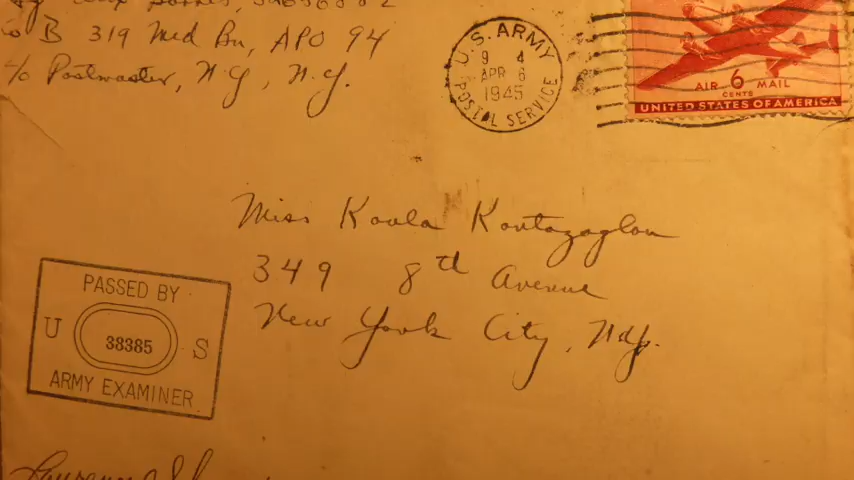 B 319 Med Bn, APO 94
c/o Postmaster, N.Y., N.Y.
U.S. ARMY
9 4
APR 6
1945
POSTAL SERVICE
AIR 6 MAIL
CENTS
UNITED STATES OF AMERICA
Miss Koula Kontozoglou
349 8th Avenue
New York City, N.Y.
PASSED BY
U 38385 S
ARMY EXAMINER